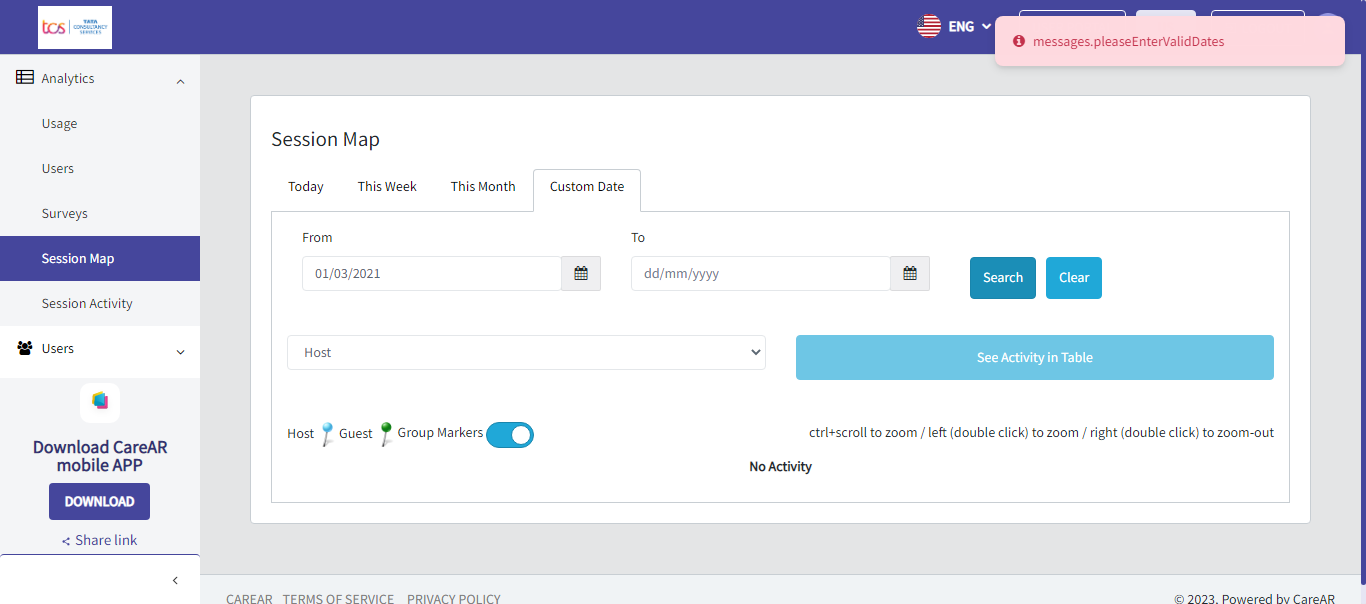 tcs TATA CONSULTANCY SERVICES
ENG
messages.pleaseEnterValidDates
Analytics
Usage
Users
Surveys
Session Map
Session Activity
Users
Download CareAR
mobile APP
DOWNLOAD
Share link
Session Map
Today This Week This Month Custom Date
From To
01/03/2021 dd/mm/yyyy Search Clear
Host See Activity in Table
Host Guest Group Markers ctrl+scroll to zoom / left (double click) to zoom / right (double click) to zoom-out
No Activity
CAREAR TERMS OF SERVICE PRIVACY POLICY © 2023, Powered by CareAR